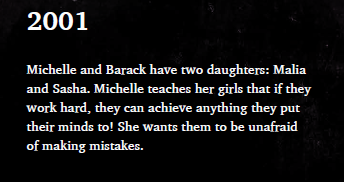 2001
Michelle and Barack have two daughters: Malia
and Sasha. Michelle teaches her girls that if they
work hard, they can achieve anything they put
their minds to! She wants them to be unafraid
of making mistakes.